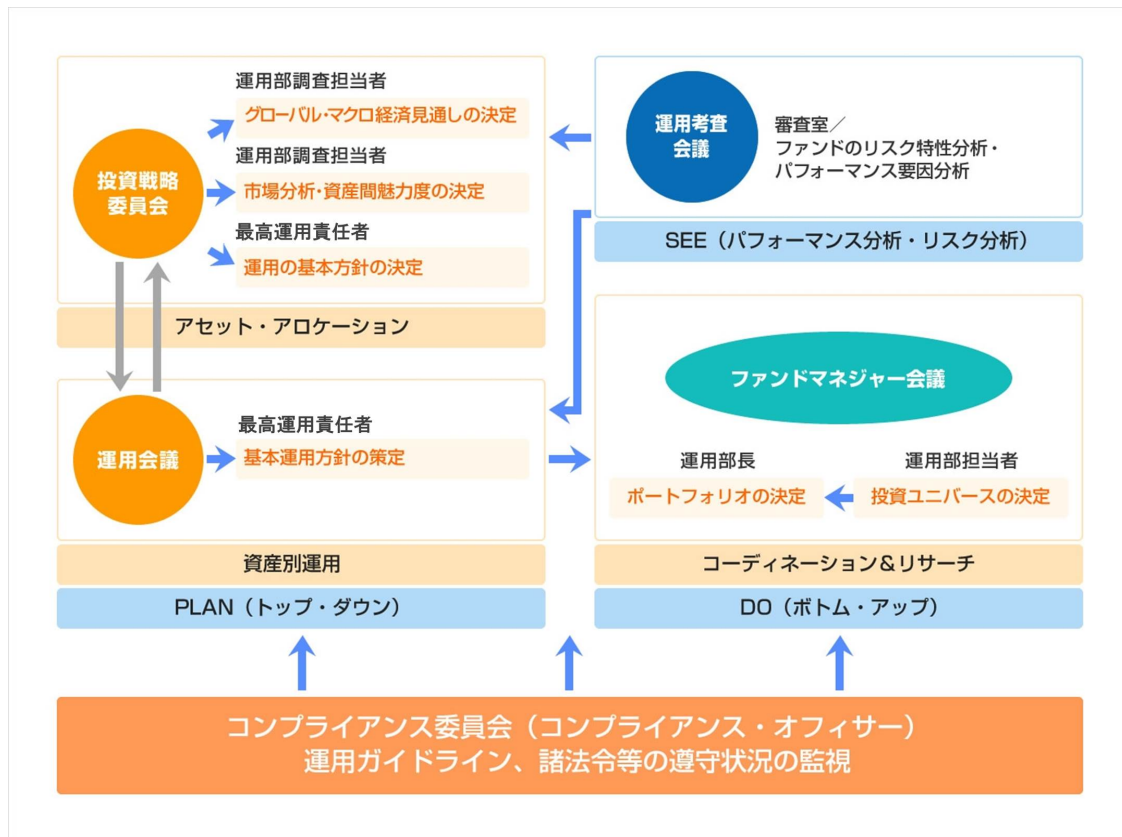 運用部調査担当者
グローバル・マクロ経済見通しの決定
運用部調査担当者
投資戦略
委員会
市場分析・資産間魅力度の決定
最高運用責任者
運用の基本方針の決定
アセット・アロケーション
運用考査
会議
審査室／
ファンドのリスク特性分析・
パフォーマンス要因分析
SEE（パフォーマンス分析・リスク分析）
運用会議
最高運用責任者
基本運用方針の策定
資産別運用
PLAN（トップ・ダウン）
ファンドマネジャー会議
運用部長
運用部担当者
ポートフォリオの決定
投資ユニバースの決定
コーディネーション＆リサーチ
DO（ボトム・アップ）
コンプライアンス委員会（コンプライアンス・オフィサー）
運用ガイドライン、諸法令等の遵守状況の監視